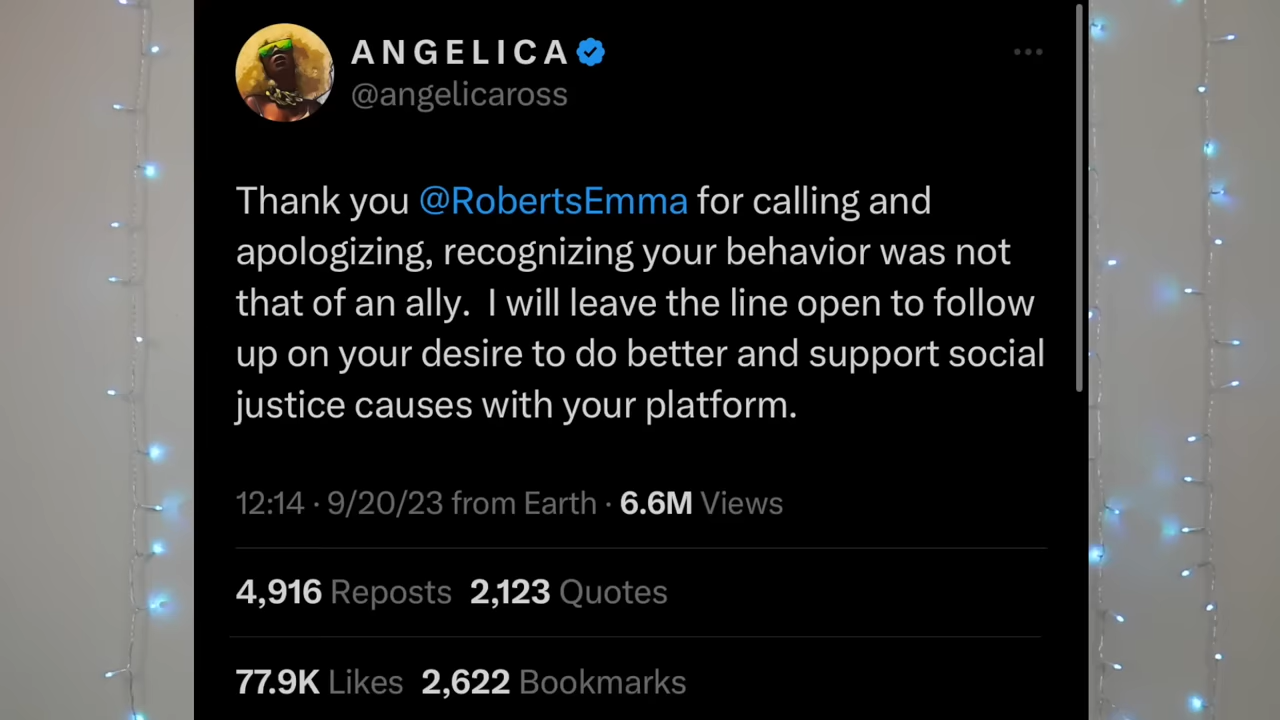 ANGELICA
@angelicaross
Thank you @RobertsEmma for calling and
apologizing, recognizing your behavior was not
that of an ally.  I will leave the line open to follow
up on your desire to do better and support social
justice causes with your platform.
12:14 · 9/20/23 from Earth · 6.6M Views
4,916 Reposts 2,123 Quotes
77.9K Likes 2,622 Bookmarks